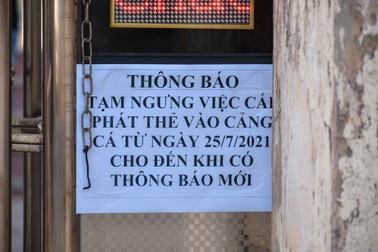 THÔNG BÁO
TẠM NGƯNG VIỆC CẤP
PHÁT THẺ VÀO CẢNG
CÁ TỪ NGÀY 25/7/2021
CHO ĐẾN KHI CÓ
THÔNG BÁO MỚI